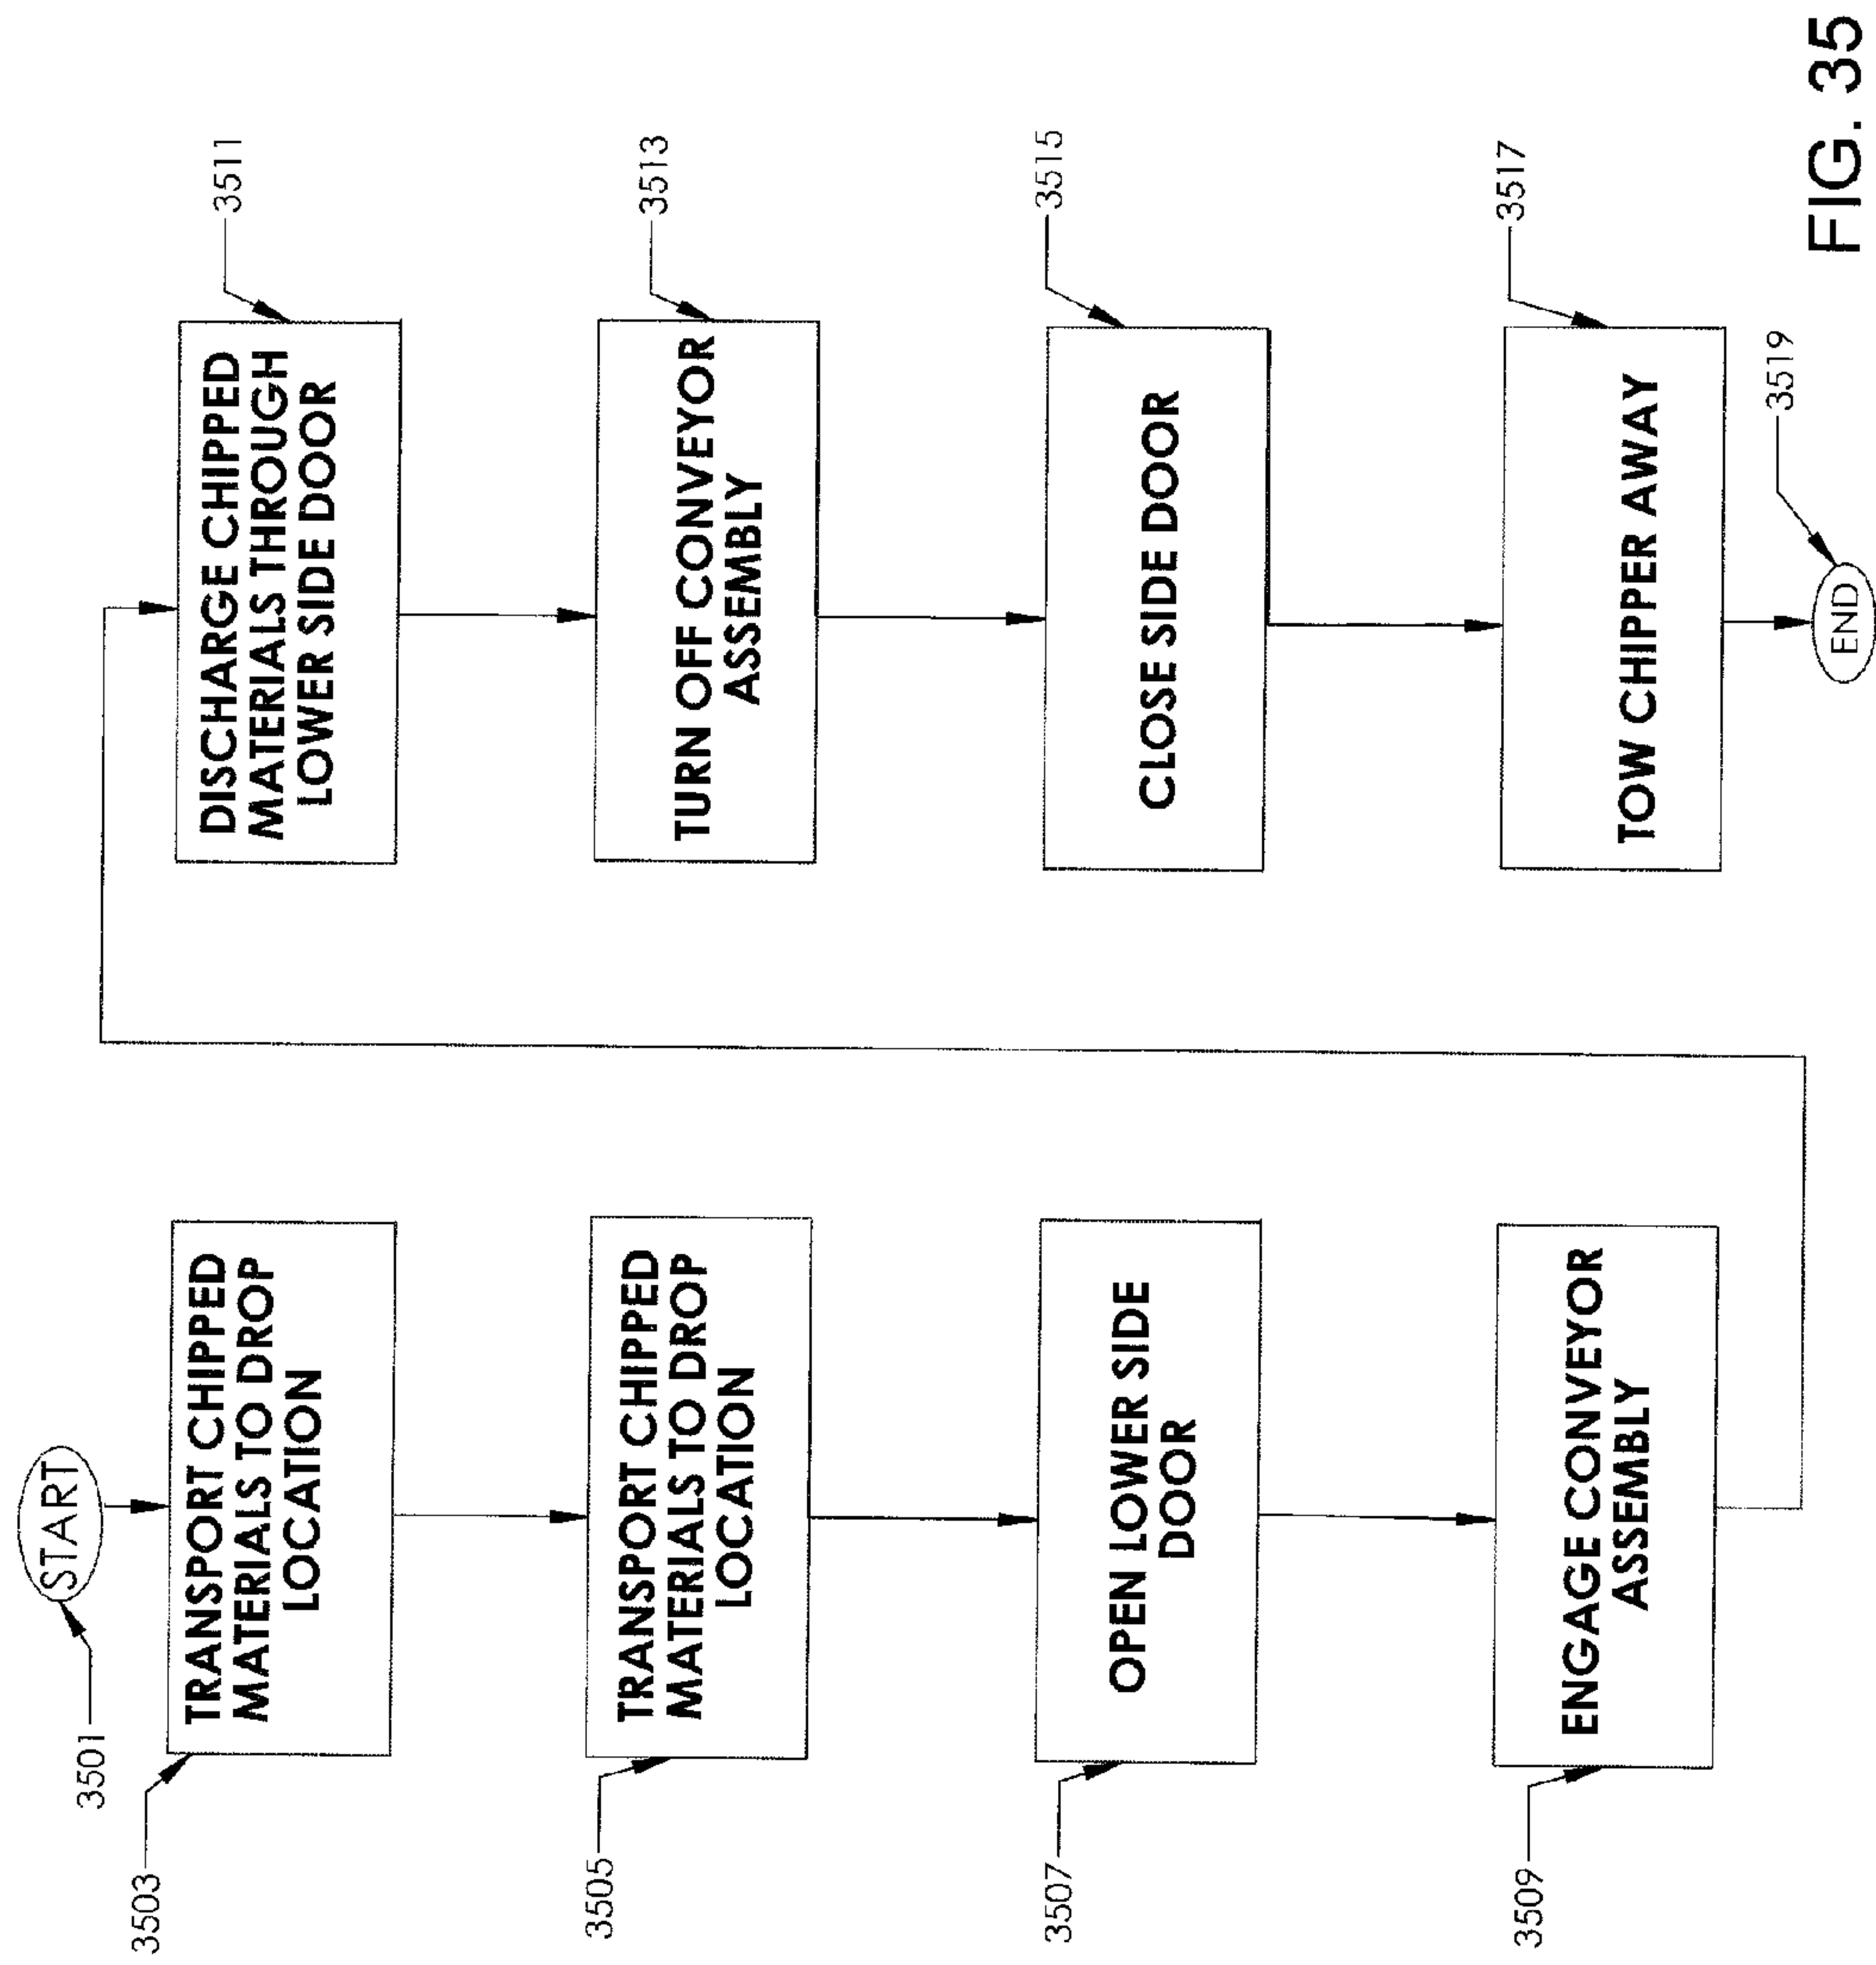 START
3501
TRANSPORT CHIPPED
MATERIALS TO DROP
LOCATION
3503
TRANSPORT CHIPPED
MATERIALS TO DROP
LOCATION
3505
OPEN LOWER SIDE
DOOR
3507
ENGAGE CONVEYOR
ASSEMBLY
3509
DISCHARGE CHIPPED
MATERIALS THROUGH
LOWER SIDE DOOR
3511
TURN OFF CONVEYOR
ASSEMBLY
3513
CLOSE SIDE DOOR
3515
TOW CHIPPER AWAY
3517
END
3519
FIG. 35